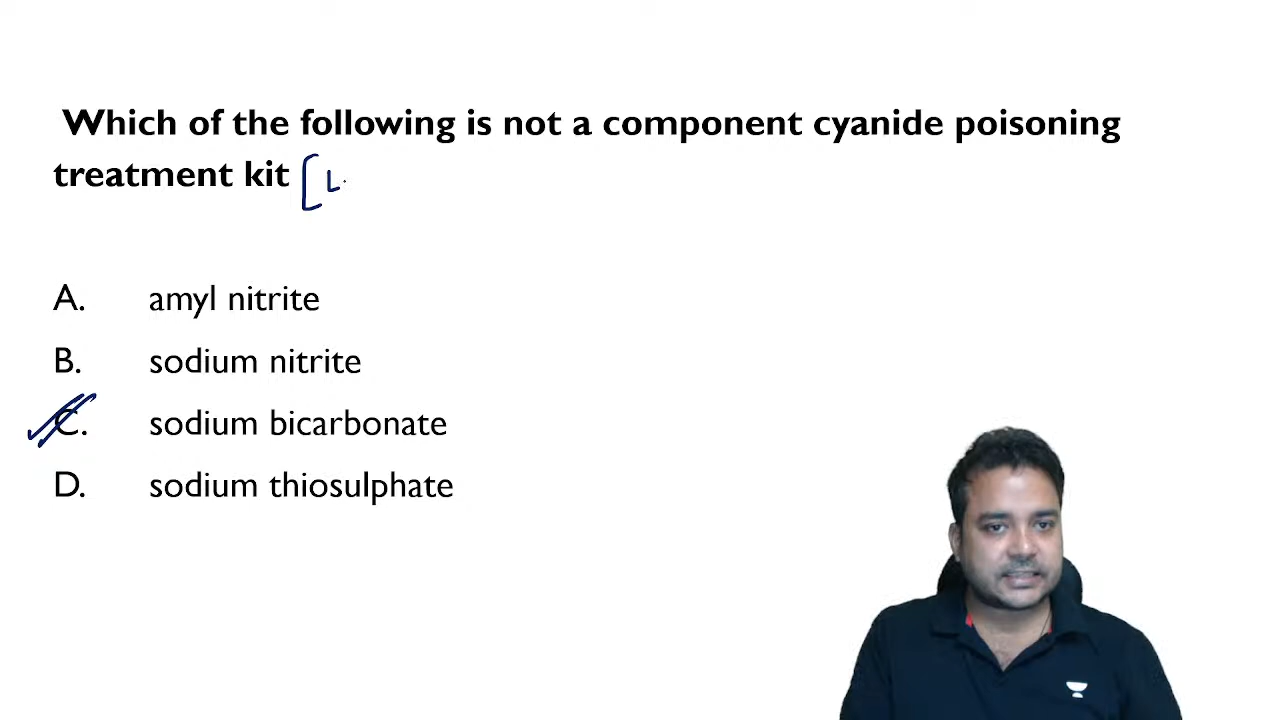 Which of the following is not a component cyanide poisoning
treatment kit [L
A. amyl nitrite
B. sodium nitrite
C. sodium bicarbonate
D. sodium thiosulphate